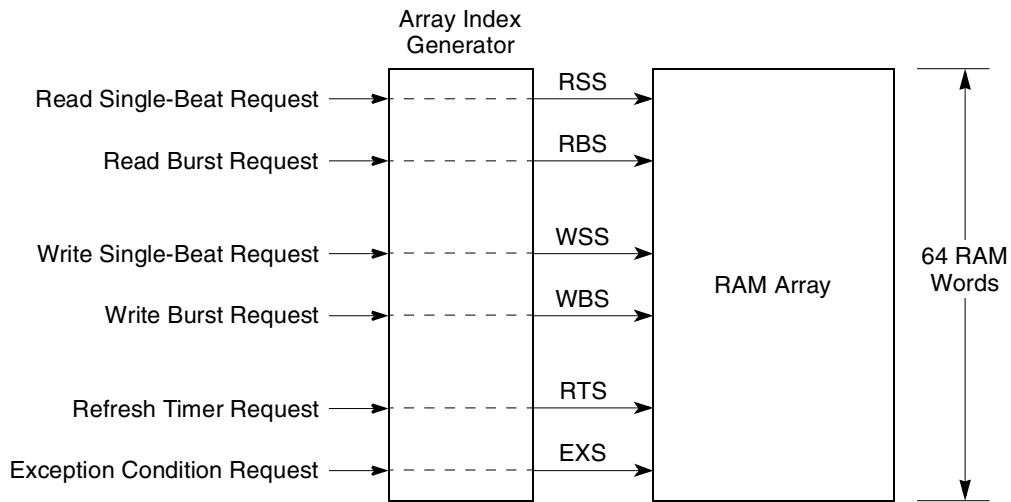 Array Index
Generator
Read Single-Beat Request
RSS
Read Burst Request
RBS
Write Single-Beat Request
WSS
Write Burst Request
WBS
Refresh Timer Request
RTS
Exception Condition Request
EXS
RAM Array
64 RAM
Words